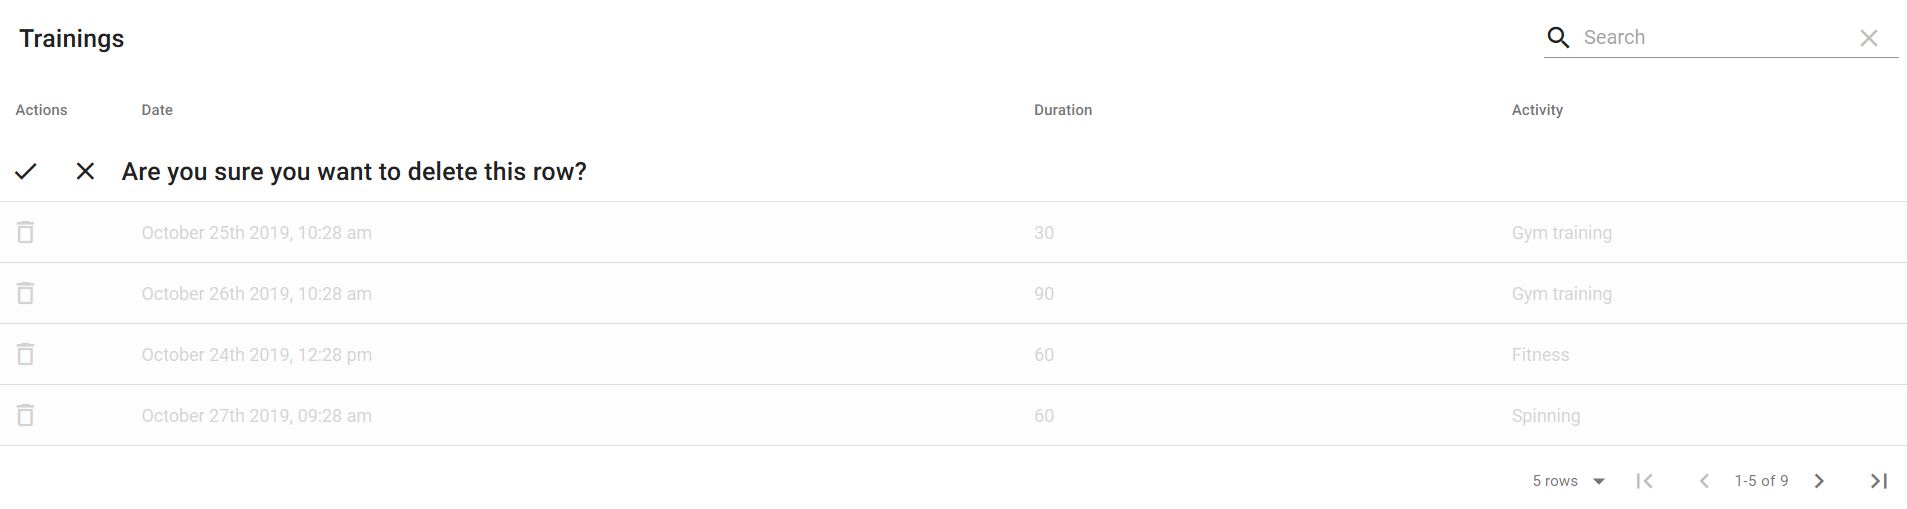 Trainings
Search
Actions Date Duration Activity
Are you sure you want to delete this row?
October 25th 2019, 10:28 am 30 Gym training
October 26th 2019, 10:28 am 90 Gym training
October 24th 2019, 12:28 pm 60 Fitness
October 27th 2019, 09:28 am 60 Spinning
5 rows 1-5 of 9